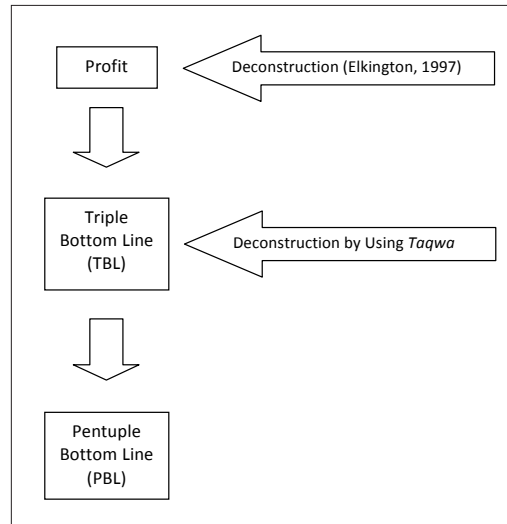 Profit
Deconstruction (Elkington, 1997)
Triple
Bottom Line
(TBL)
Deconstruction by Using Taqwa
Pentuple
Bottom Line
(PBL)